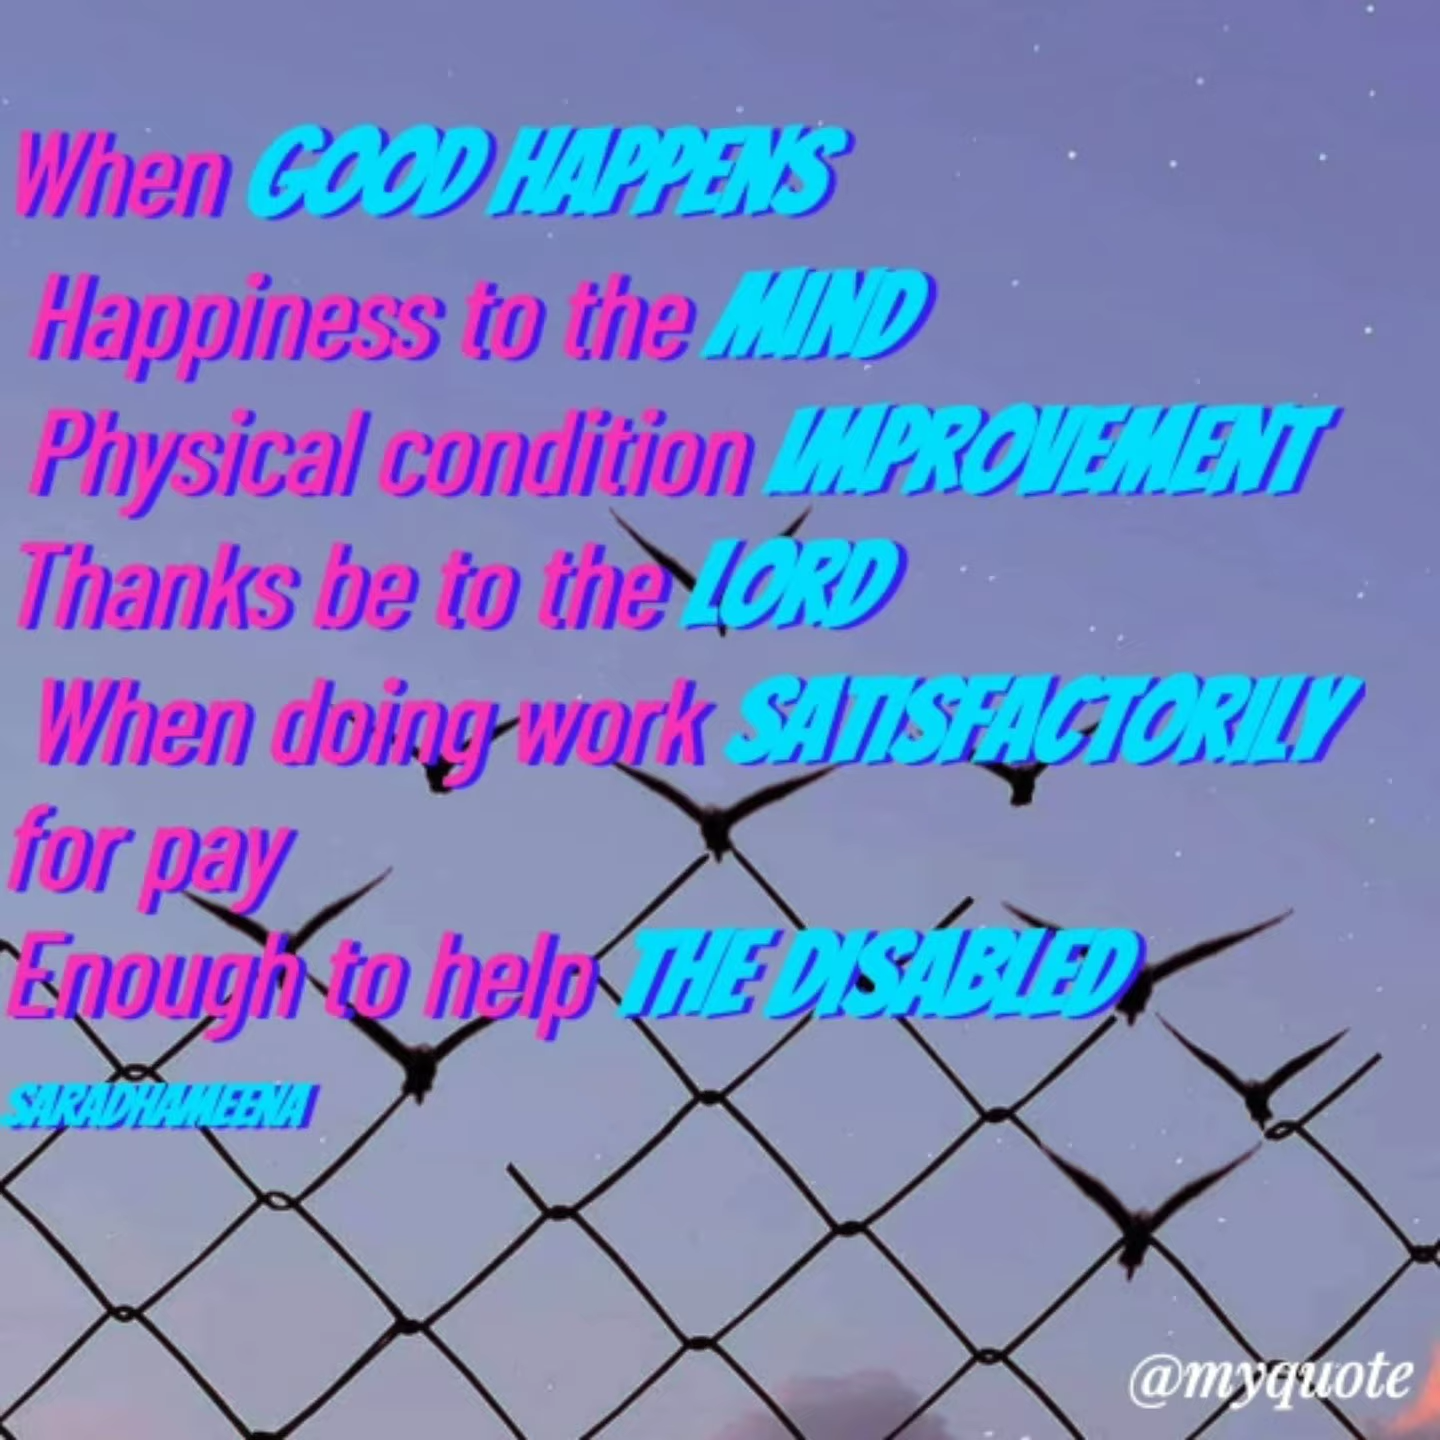 When GOOD HAPPENS
Happiness to the MIND
Physical condition IMPROVEMENT
Thanks be to the LORD
When doing work SATISFACTORILY
for pay
Enough to help THE DISABLED
SARADHAMEENA
@myquote